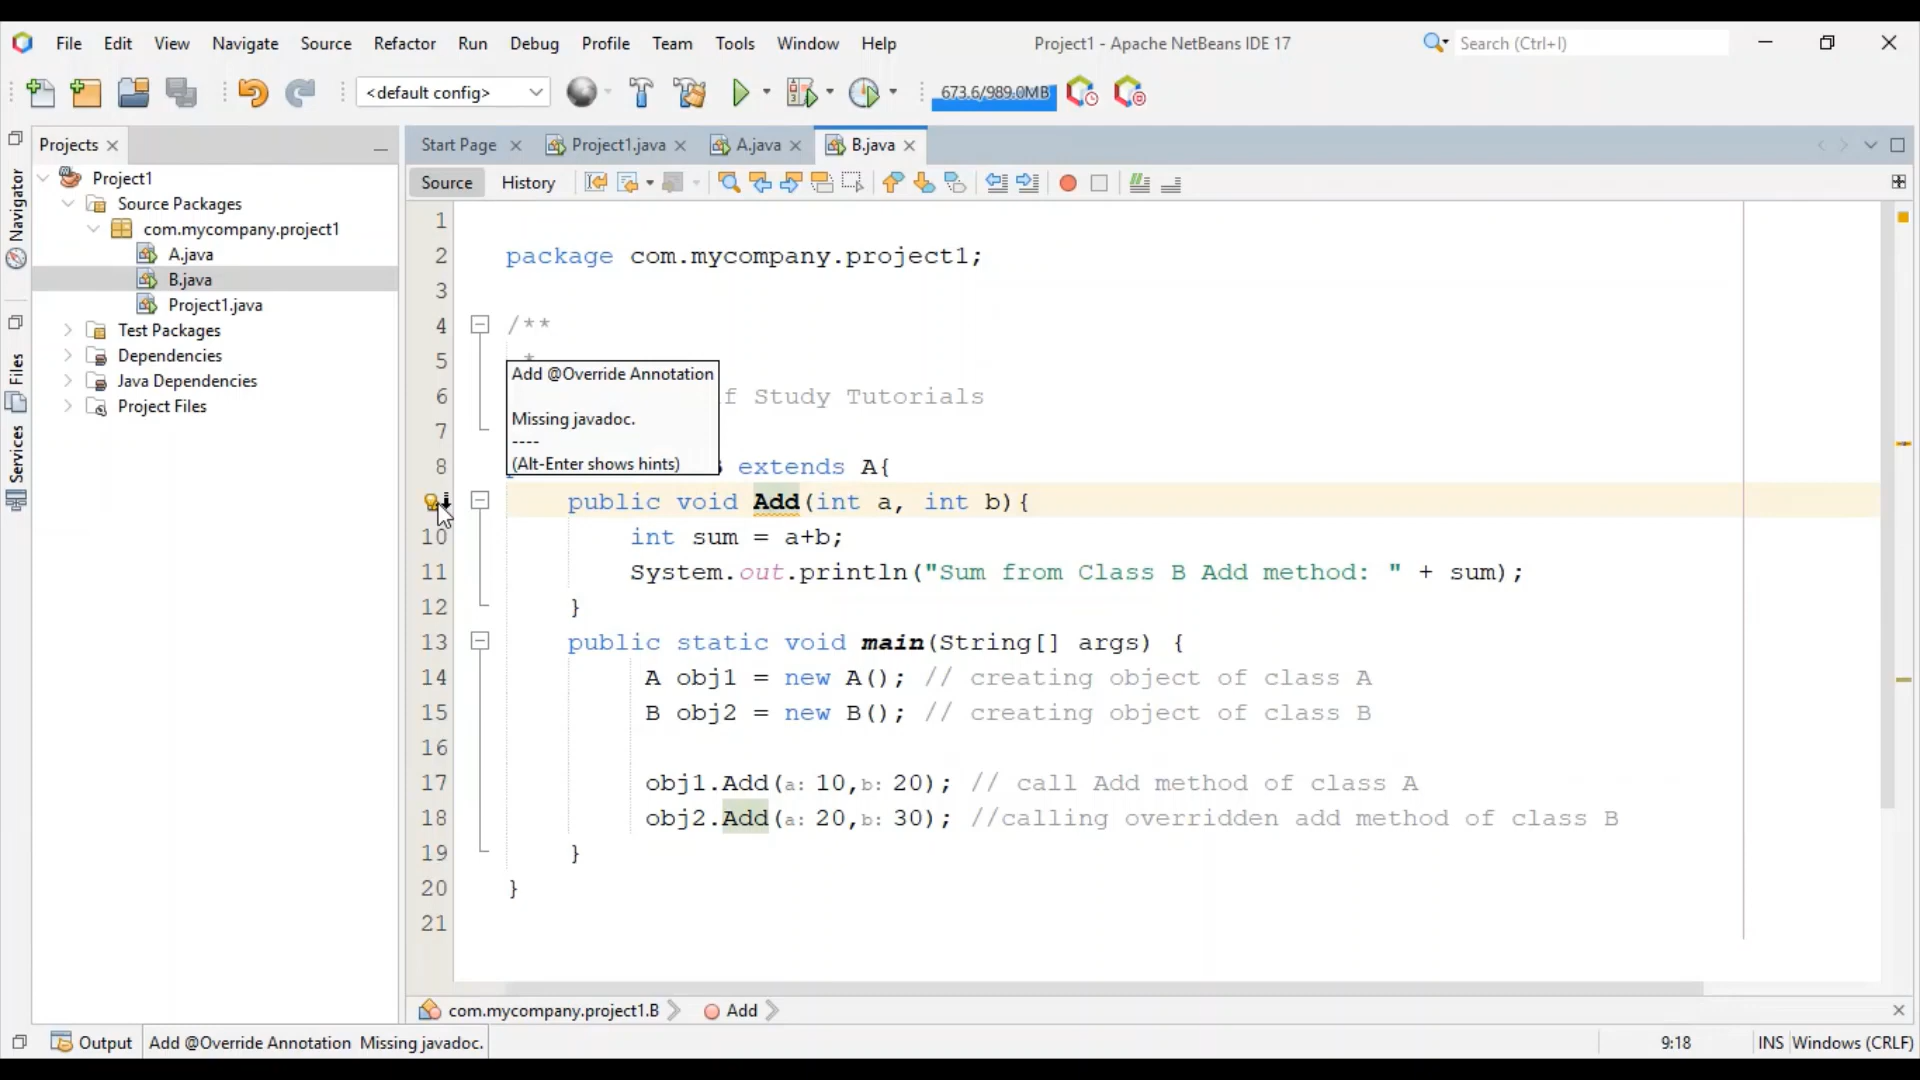 File Edit View Navigate Source Refactor Run Debug Profile Team Tools Window Help Project1 - Apache NetBeans IDE 17 Search (Ctrl+I)
<default config> 673.6/989.0MB
Projects
Start Page Project1.java A.java B.java
Source History
Navigator
Files
Services
Project1
Source Packages
com.mycompany.project1
A.java
B.java
Project1.java
Test Packages
Dependencies
Java Dependencies
Project Files
1
2 package com.mycompany.project1;
3
4 /**
5 *
6 f Study Tutorials
7
8 extends A{
public void Add(int a, int b){
10 int sum = a+b;
11 System.out.println("Sum from Class B Add method: " + sum);
12 }
13 public static void main(String[] args) {
14 A obj1 = new A(); // creating object of class A
15 B obj2 = new B(); // creating object of class B
16
17 obj1.Add(a: 10,b: 20); // call Add method of class A
18 obj2.Add(a: 20,b: 30); //calling overridden add method of class B
19 }
20 }
21
Add @Override Annotation
Missing javadoc.
----
(Alt-Enter shows hints)
com.mycompany.project1.B Add
Output Add @Override Annotation Missing javadoc. 9:18 INS Windows (CRLF)